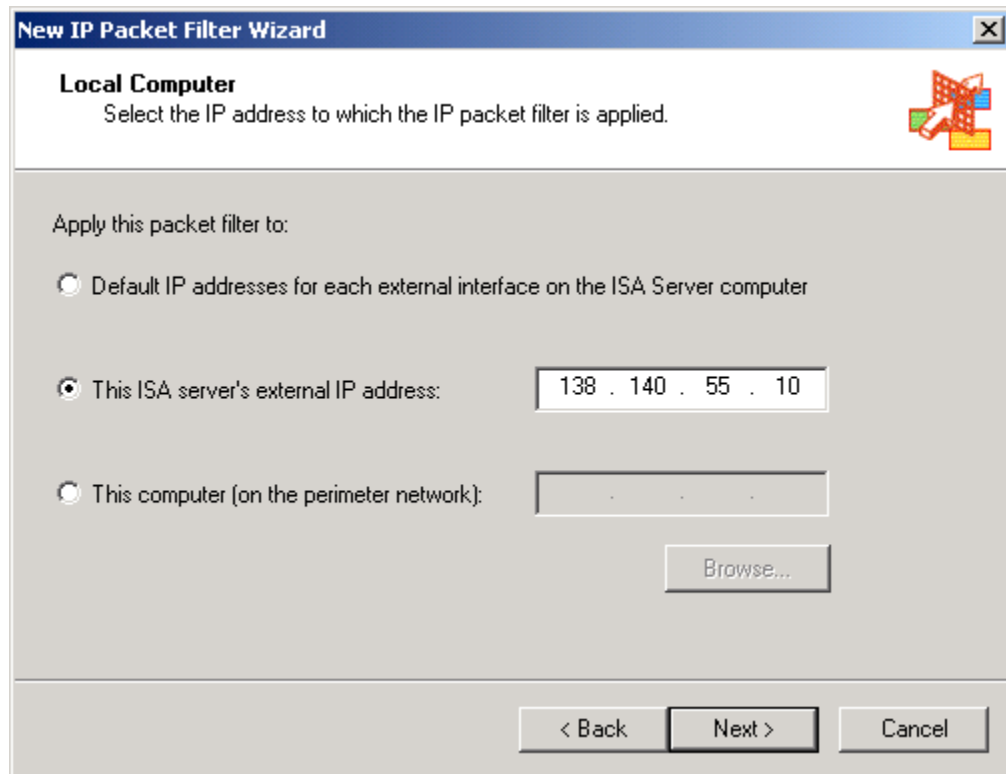 New IP Packet Filter Wizard
Local Computer
Select the IP address to which the IP packet filter is applied.
Apply this packet filter to:
Default IP addresses for each external interface on the ISA Server computer
This ISA server's external IP address: 138 . 140 . 55 . 10
This computer (on the perimeter network): . . .
Browse...
< Back Next > Cancel